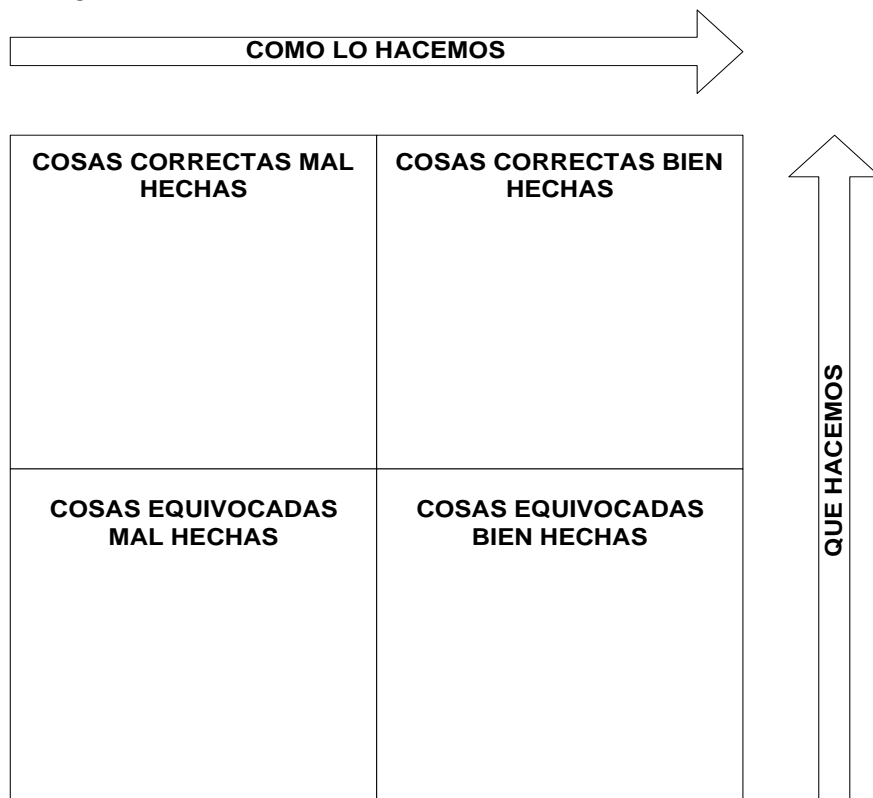 COMO LO HACEMOS
COSAS CORRECTAS MAL
HECHAS
COSAS CORRECTAS BIEN
HECHAS
COSAS EQUIVOCADAS
MAL HECHAS
COSAS EQUIVOCADAS
BIEN HECHAS
QUE HACEMOS